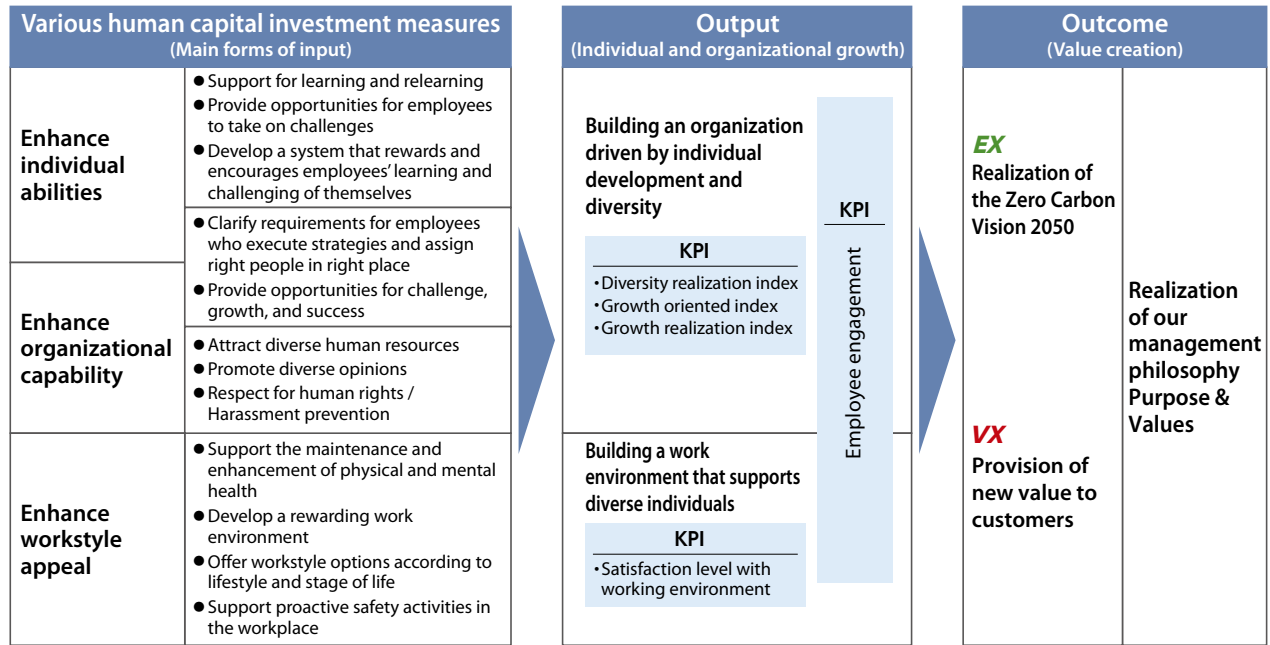 Various human capital investment measures
(Main forms of input)
Enhance
individual
abilities
● Support for learning and relearning
● Provide opportunities for employees
to take on challenges
● Develop a system that rewards and
encourages employees' learning and
challenging of themselves
● Clarify requirements for employees
who execute strategies and assign
right people in right place
● Provide opportunities for challenge,
growth, and success
Enhance
organizational
capability
● Attract diverse human resources
● Promote diverse opinions
● Respect for human rights /
Harassment prevention
Enhance
workstyle
appeal
● Support the maintenance and
enhancement of physical and mental
health
● Develop a rewarding work
environment
● Offer workstyle options according to
lifestyle and stage of life
● Support proactive safety activities in
the workplace
Output
(Individual and organizational growth)
Building an organization
driven by individual
development and
diversity
KPI
・Diversity realization index
・Growth oriented index
・Growth realization index
Building a work
environment that supports
diverse individuals
KPI
・Satisfaction level with
working environment
KPI
Employee engagement
Outcome
(Value creation)
EX
Realization of
the Zero Carbon
Vision 2050
VX
Provision of
new value to
customers
Realization
of our
management
philosophy
Purpose &
Values